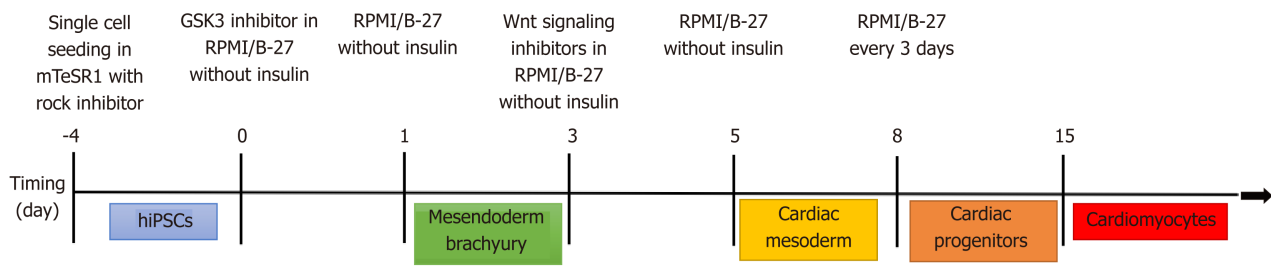 Single cell
seeding in
mTeSR1 with
rock inhibitor
GSK3 inhibitor in
RPMI/B-27
without insulin
RPMI/B-27
without insulin
Wnt signaling
inhibitors in
RPMI/B-27
without insulin
RPMI/B-27
without insulin
RPMI/B-27
every 3 days
-4
0
1
3
5
8
15
Timing
(day)
hiPSCs
Mesendoderm
brachyury
Cardiac
mesoderm
Cardiac
progenitors
Cardiomyocytes